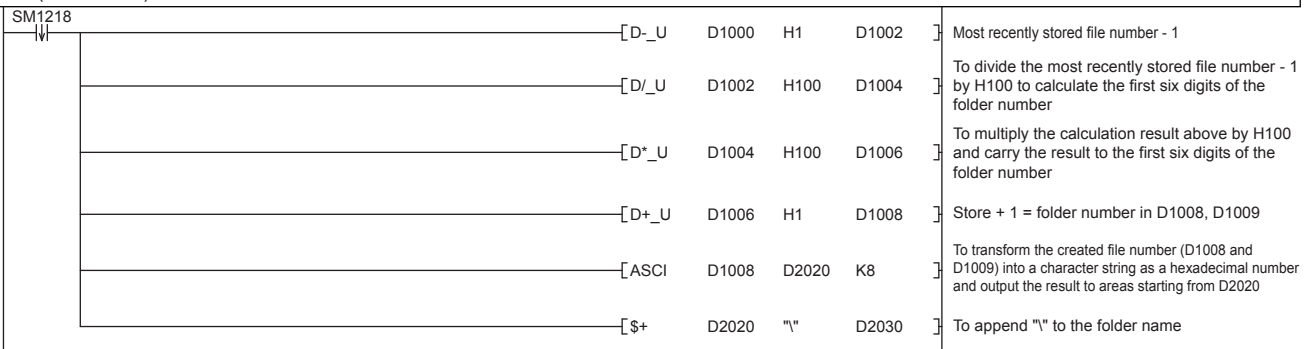 SM1218
D-_U D1000 H1 D1002 Most recently stored file number - 1
To divide the most recently stored file number - 1
D/_U D1002 H100 D1004 by H100 to calculate the first six digits of the
folder number
To multiply the calculation result above by H100
D*_U D1004 H100 D1006 and carry the result to the first six digits of the
folder number
D+_U D1006 H1 D1008 Store + 1 = folder number in D1008, D1009
To transform the created file number (D1008 and
ASCI D1008 D2020 K8 D1009) into a character string as a hexadecimal number
and output the result to areas starting from D2020
$+ D2020 "\" D2030 To append "\" to the folder name